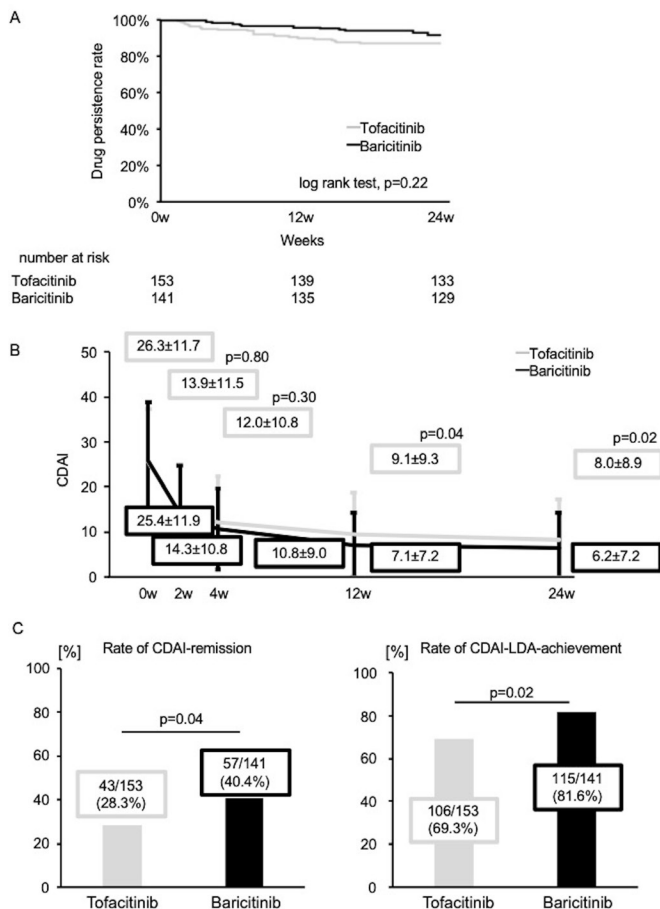 A
100%
80%
60%
40%
20%
0%
Drug persistence rate
Tofacitinib
Baricitinib
log rank test, p=0.22
0w 12w 24w
Weeks
number at risk
Tofacitinib 153 139 133
Baricitinib 141 135 129
B
26.3±11.7
p=0.80
13.9±11.5
p=0.30
12.0±10.8
Tofacitinib
Baricitinib
p=0.04
9.1±9.3
p=0.02
8.0±8.9
50
40
30
20
10
0
CDAI
25.4±11.9
14.3±10.8
10.8±9.0
7.1±7.2
6.2±7.2
0w 2w 4w 12w 24w
C
[%]
Rate of CDAI-remission
100
80
60
40
20
0
p=0.04
43/153
(28.3%)
57/141
(40.4%)
Tofacitinib Baricitinib
[%]
Rate of CDAI-LDA-achievement
100
80
60
40
20
0
p=0.02
106/153
(69.3%)
115/141
(81.6%)
Tofacitinib Baricitinib